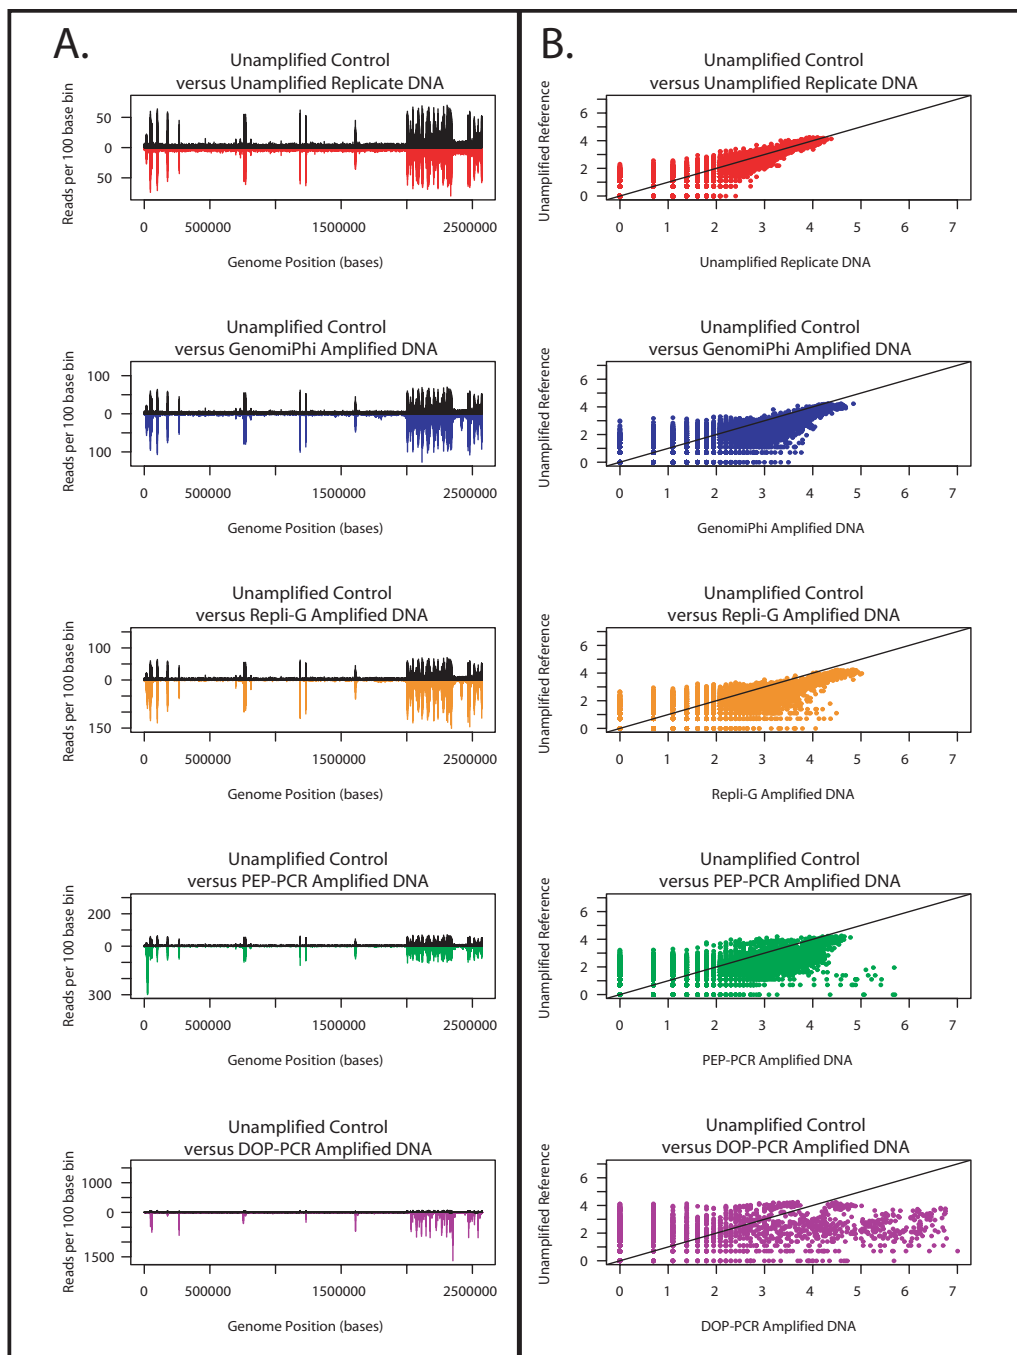 A.
Unamplified Control
versus Unamplified Replicate DNA
Reads per 100 base bin
50
0
50
0 500000 1500000 2500000
Genome Position (bases)
Unamplified Control
versus GenomiPhi Amplified DNA
Reads per 100 base bin
100
0
100
0 500000 1500000 2500000
Genome Position (bases)
Unamplified Control
versus Repli-G Amplified DNA
Reads per 100 base bin
100
0
150
0 500000 1500000 2500000
Genome Position (bases)
Unamplified Control
versus PEP-PCR Amplified DNA
Reads per 100 base bin
200
0
300
0 500000 1500000 2500000
Genome Position (bases)
Unamplified Control
versus DOP-PCR Amplified DNA
Reads per 100 base bin
1000
0
1500
0 500000 1500000 2500000
Genome Position (bases)
B.
Unamplified Control
versus Unamplified Replicate DNA
Unamplified Reference
6
4
2
0
0 1 2 3 4 5 6 7
Unamplified Replicate DNA
Unamplified Control
versus GenomiPhi Amplified DNA
Unamplified Reference
6
4
2
0
0 1 2 3 4 5 6 7
GenomiPhi Amplified DNA
Unamplified Control
versus Repli-G Amplified DNA
Unamplified Reference
6
4
2
0
0 1 2 3 4 5 6 7
Repli-G Amplified DNA
Unamplified Control
versus PEP-PCR Amplified DNA
Unamplified Reference
6
4
2
0
0 1 2 3 4 5 6 7
PEP-PCR Amplified DNA
Unamplified Control
versus DOP-PCR Amplified DNA
Unamplified Reference
6
4
2
0
0 1 2 3 4 5 6 7
DOP-PCR Amplified DNA